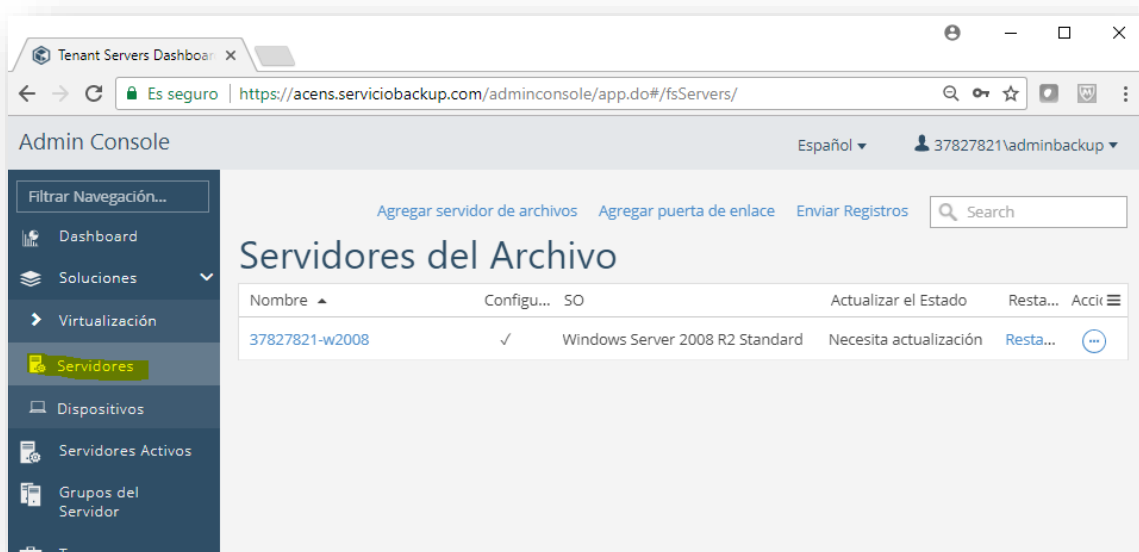 Tenant Servers Dashboar
Es seguro | https://acens.serviciobackup.com/adminconsole/app.do#/fsServers/
Admin Console
Español
37827821\adminbackup
Filtrar Navegación...
Dashboard
Soluciones
Virtualización
Servidores
Dispositivos
Servidores Activos
Grupos del
Servidor
Agregar servidor de archivos Agregar puerta de enlace Enviar Registros Search
Servidores del Archivo
Nombre Configu... SO Actualizar el Estado Resta... Acci
37827821-w2008 ✓ Windows Server 2008 R2 Standard Necesita actualización Resta...